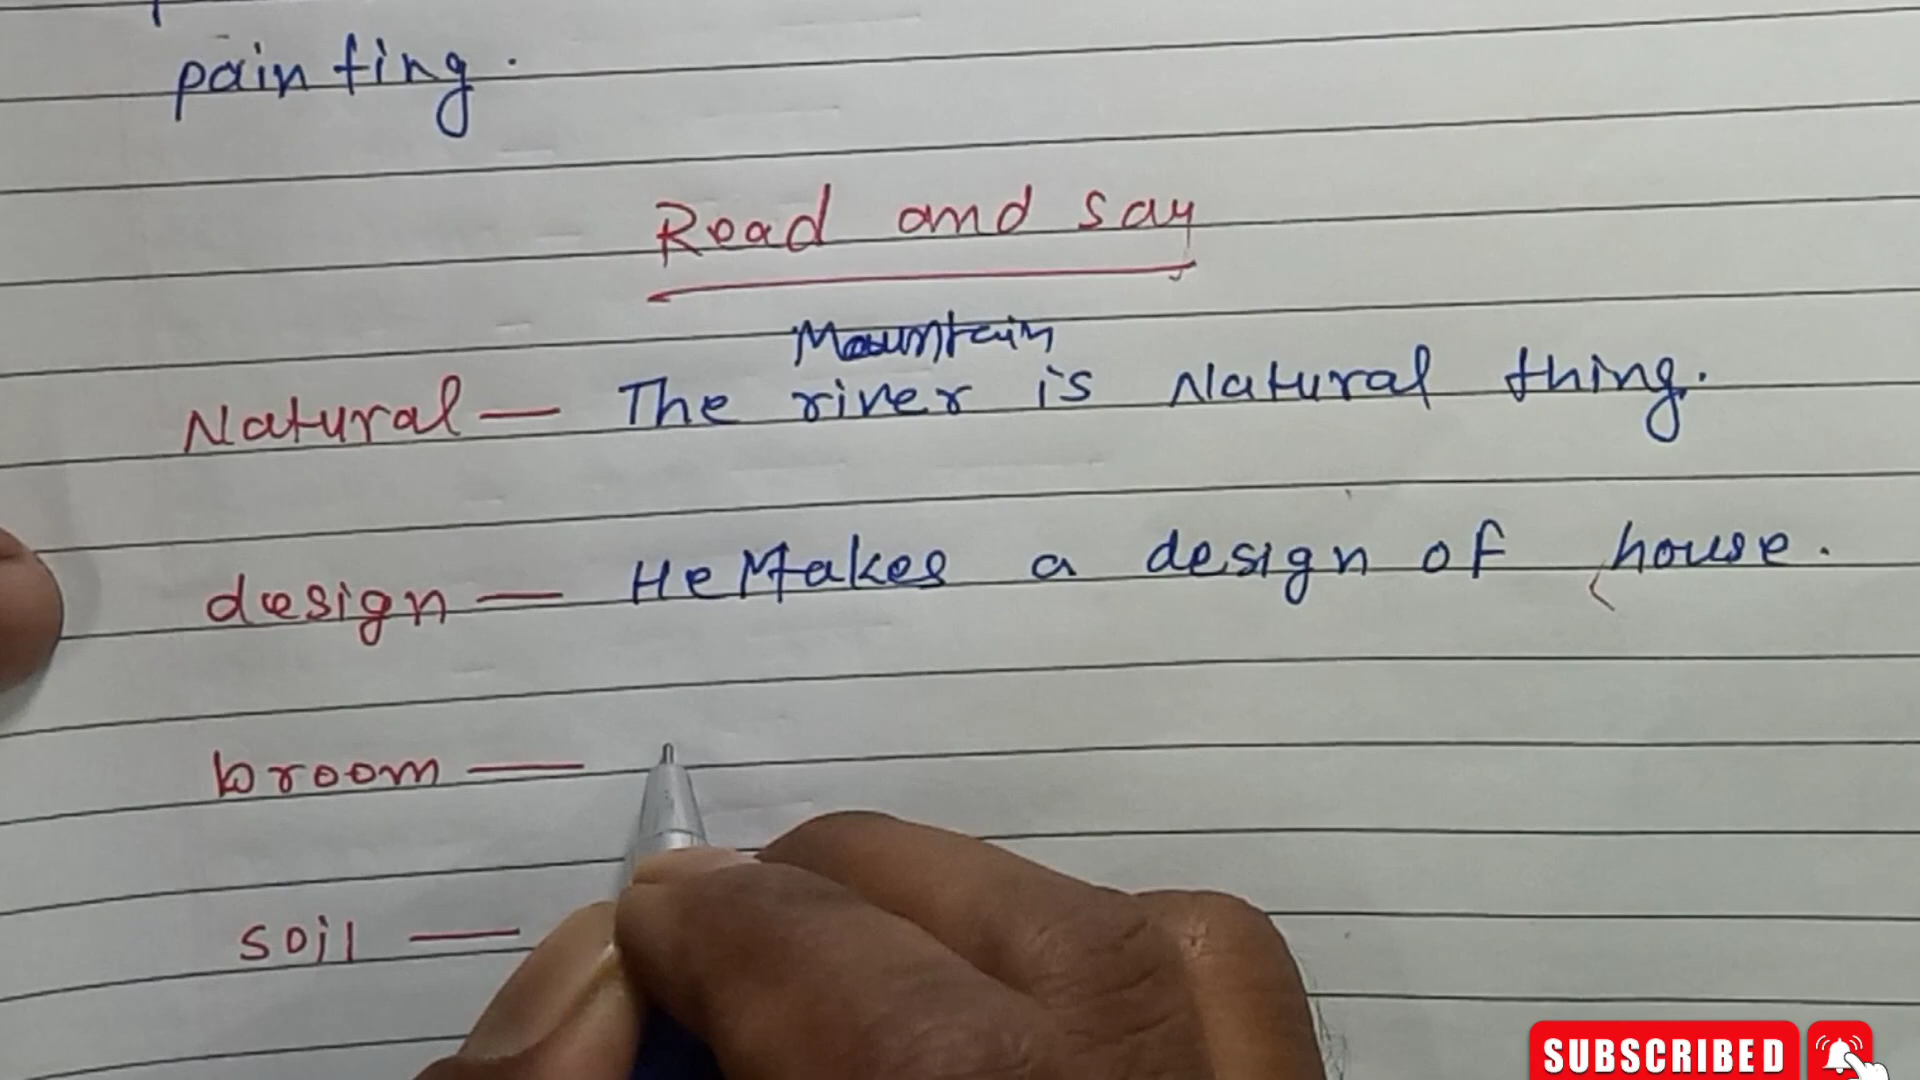 painting.
Read and say
Mountain
Natural — The river is Natural thing.
design — He Makes a design of house.
broom —
soil —
SUBSCRIBED